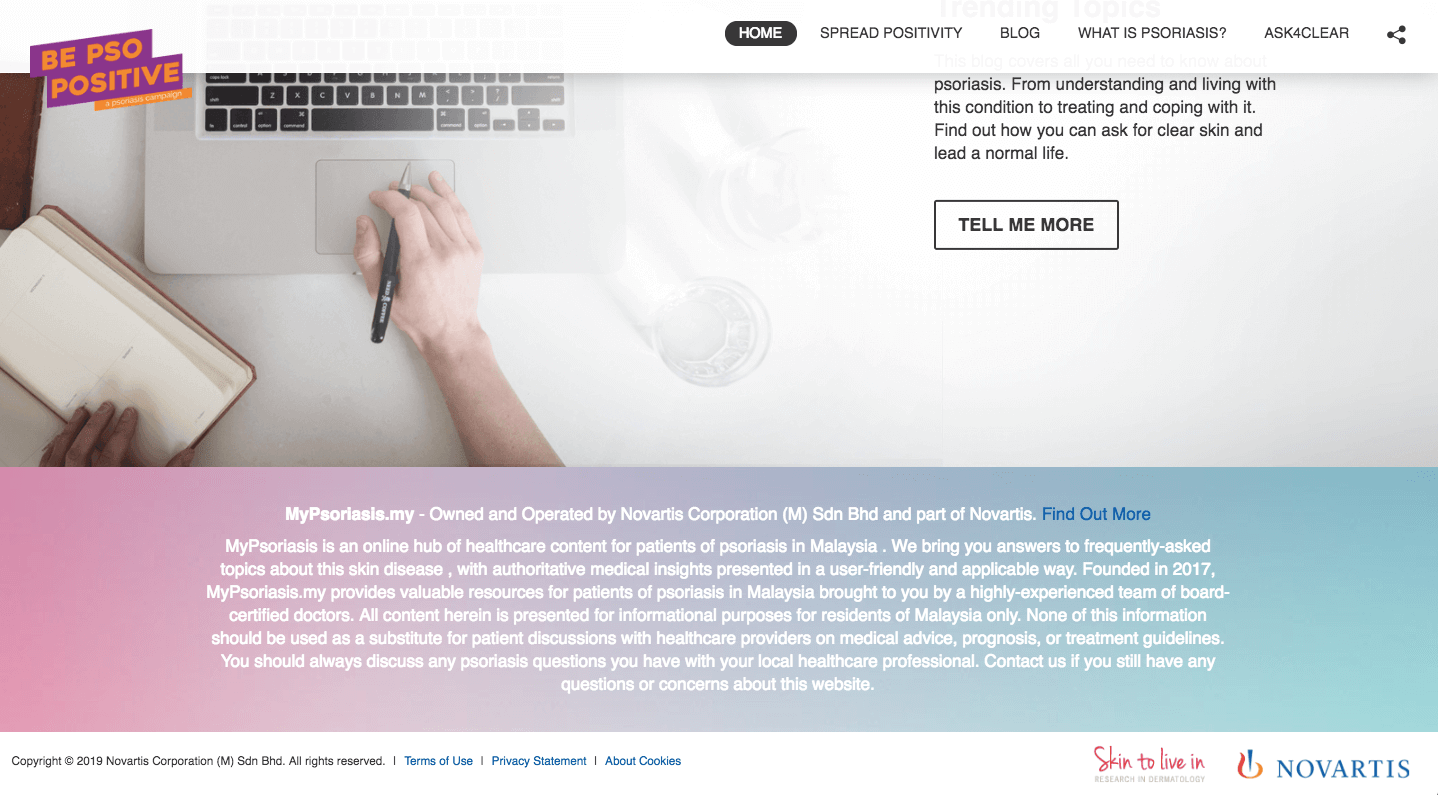 BE PSO
POSITIVE
a psoriasis campaign
HOME SPREAD POSITIVITY BLOG WHAT IS PSORIASIS? ASK4CLEAR
Trending Topics
This blog covers all you need to know about
psoriasis. From understanding and living with
this condition to treating and coping with it.
Find out how you can ask for clear skin and
lead a normal life.
TELL ME MORE
MyPsoriasis.my - Owned and Operated by Novartis Corporation (M) Sdn Bhd and part of Novartis. Find Out More
MyPsoriasis is an online hub of healthcare content for patients of psoriasis in Malaysia . We bring you answers to frequently-asked
topics about this skin disease , with authoritative medical insights presented in a user-friendly and applicable way. Founded in 2017,
MyPsoriasis.my provides valuable resources for patients of psoriasis in Malaysia brought to you by a highly-experienced team of board-
certified doctors. All content herein is presented for informational purposes for residents of Malaysia only. None of this information
should be used as a substitute for patient discussions with healthcare providers on medical advice, prognosis, or treatment guidelines.
You should always discuss any psoriasis questions you have with your local healthcare professional. Contact us if you still have any
questions or concerns about this website.
Copyright © 2019 Novartis Corporation (M) Sdn Bhd. All rights reserved. | Terms of Use | Privacy Statement | About Cookies
Skin to live in
RESEARCH IN DERMATOLOGY
NOVARTIS